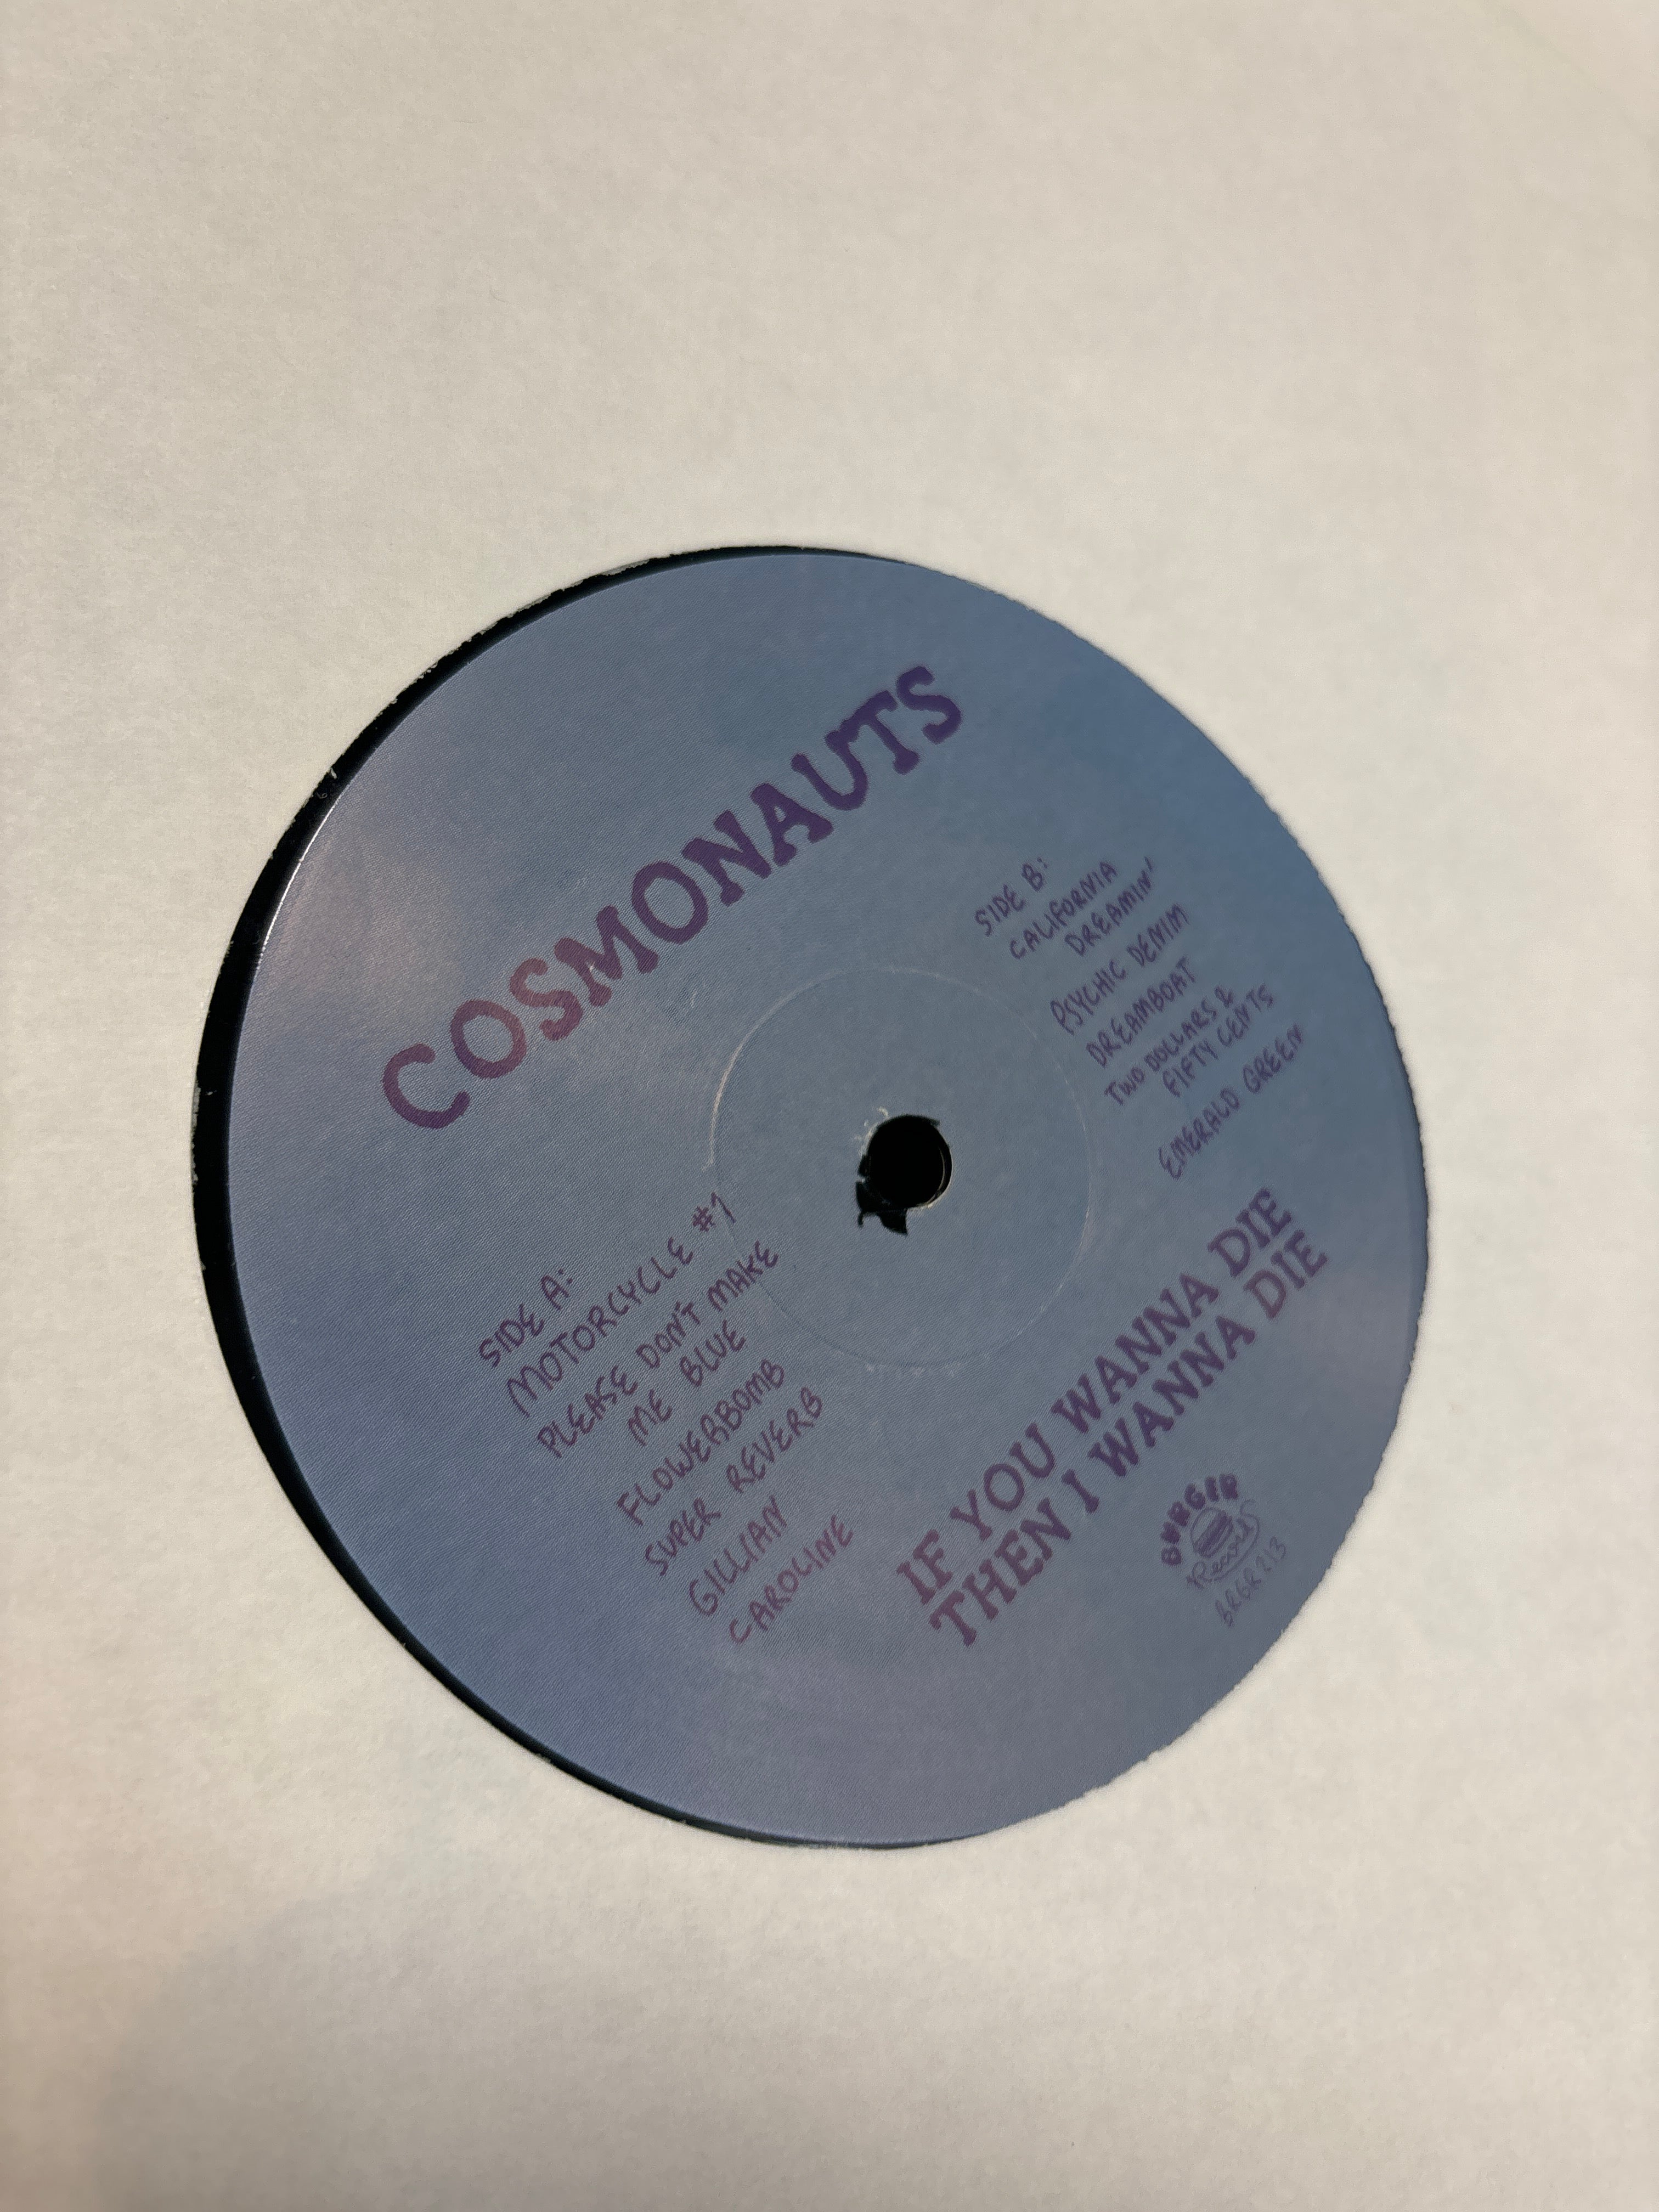 COSMONAUTS
SIDE A:
MOTORCYCLE #1
PLEASE DON'T MAKE
ME BLUE
FLOWERBOMB
SUPER REVERB
GILLIAN
CAROLINE
SIDE B:
CALIFORNIA
DREAMIN'
PSYCHIC DENIM
DREAMBOAT
TWO DOLLARS &
FIFTY CENTS
EMERALD GREEN
IF YOU WANNA DIE
THEN I WANNA DIE
BURGER
Records
BRGR 213